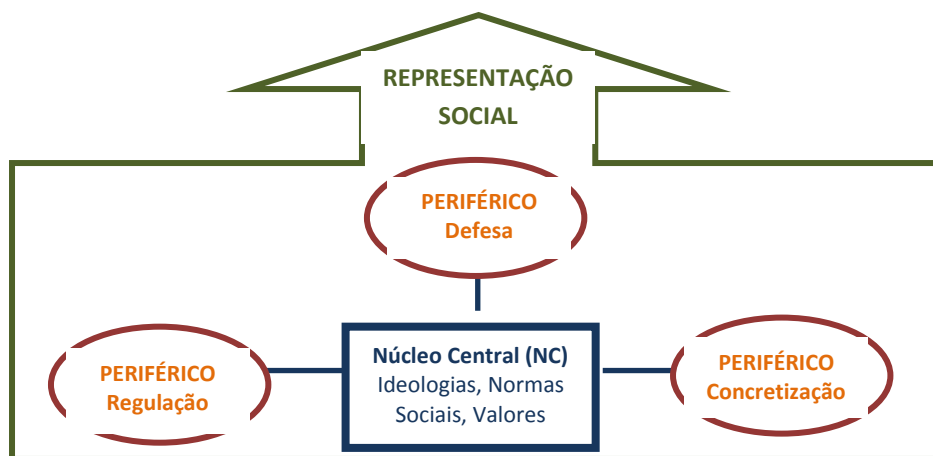 REPRESENTAÇÃO
SOCIAL
PERIFÉRICO
Defesa
PERIFÉRICO
Regulação
Núcleo Central (NC)
Ideologias, Normas
Sociais, Valores
PERIFÉRICO
Concretização